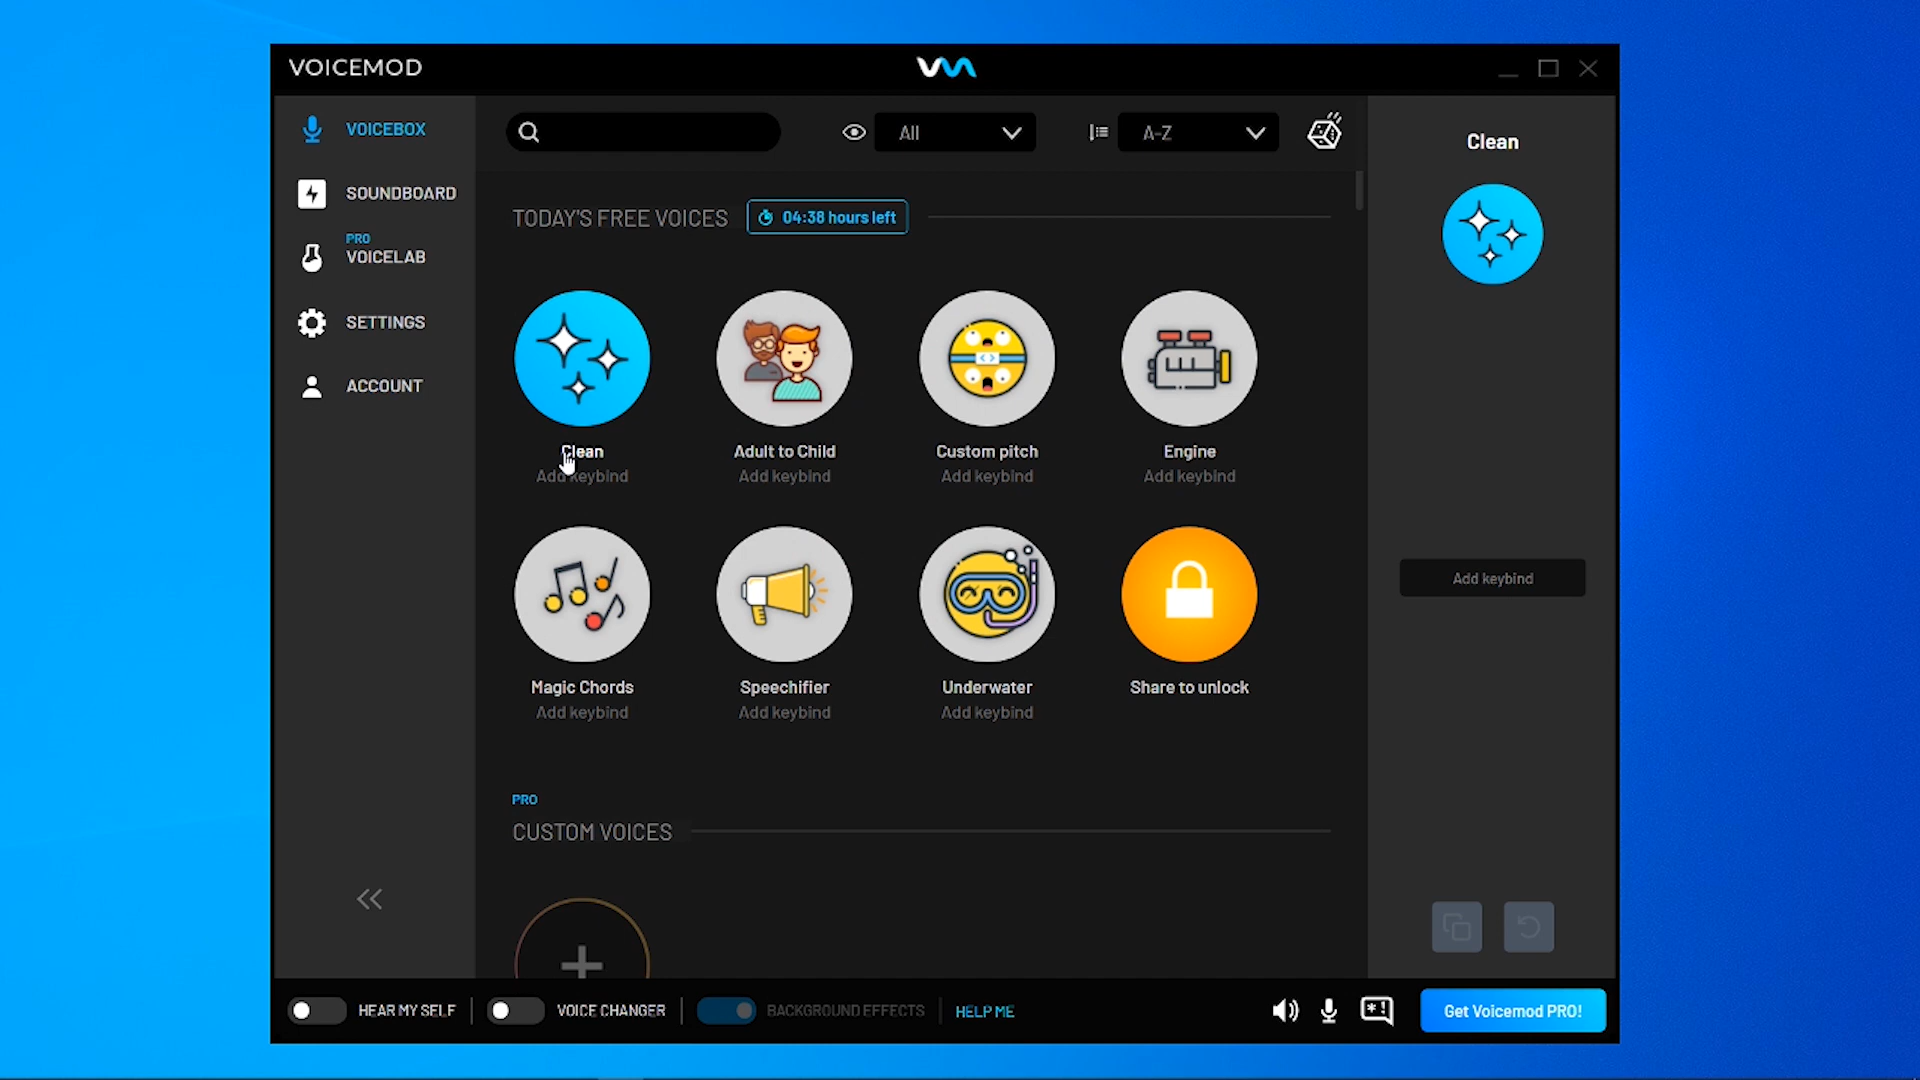 VOICEMOD
VOICEBOX
SOUNDBOARD
PRO
VOICELAB
SETTINGS
ACCOUNT
All
A-Z
TODAY'S FREE VOICES
04:38 hours left
Clean
Add keybind
Adult to Child
Add keybind
Custom pitch
Add keybind
Engine
Add keybind
Magic Chords
Add keybind
Speechifier
Add keybind
Underwater
Add keybind
Share to unlock
PRO
CUSTOM VOICES
Clean
Add keybind
HEAR MY SELF
VOICE CHANGER
BACKGROUND EFFECTS
HELP ME
Get Voicemod PRO!